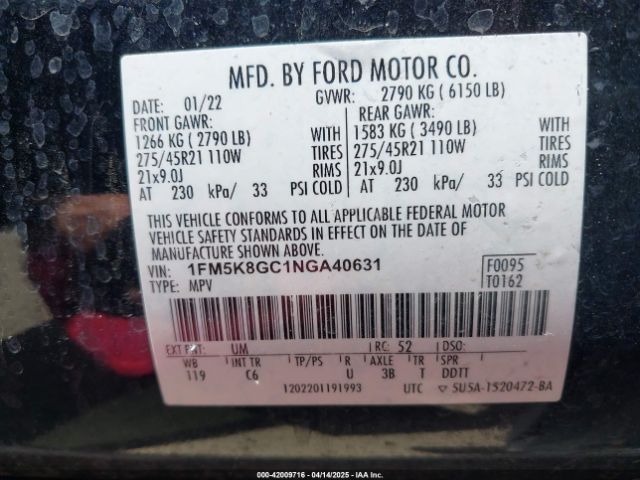 MFD. BY FORD MOTOR CO.
DATE: 01/22 GVWR: 2790 KG ( 6150 LB)
FRONT GAWR: REAR GAWR:
1266 KG ( 2790 LB) WITH 1583 KG ( 3490 LB) WITH
275/45R21 110W TIRES 275/45R21 110W TIRES
21x9.0J RIMS 21x9.0J RIMS
AT 230 kPa/ 33 PSI COLD AT 230 kPa/ 33 PSI COLD
THIS VEHICLE CONFORMS TO ALL APPLICABLE FEDERAL MOTOR
VEHICLE SAFETY STANDARDS IN EFFECT ON THE DATE OF
MANUFACTURE SHOWN ABOVE.
VIN: 1FM5K8GC1NGA40631 F0095
TYPE: MPV T0162
EXT PNT: UM RC: 52 DSO:
WB INT TR TP/PS R AXLE TR SPR
119 C6 U 3B T DDTT
1202201191993 UTC ▽ SU5A-1520472-BA
000-42009716 - 04/14/2025 - IAAI.com